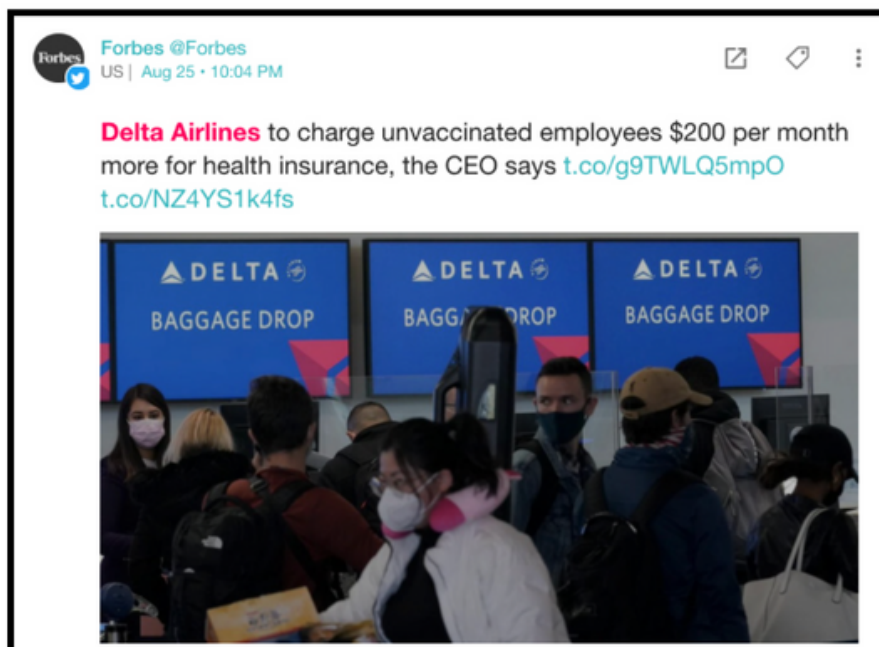 Forbes
Forbes @Forbes
US | Aug 25 • 10:04 PM
Delta Airlines to charge unvaccinated employees $200 per month
more for health insurance, the CEO says t.co/g9TWLQ5mpO
t.co/NZ4YS1k4fs
DELTA
BAGGAGE DROP
DELTA
BAGG DROP
DELTA
BAGGAGE DROP